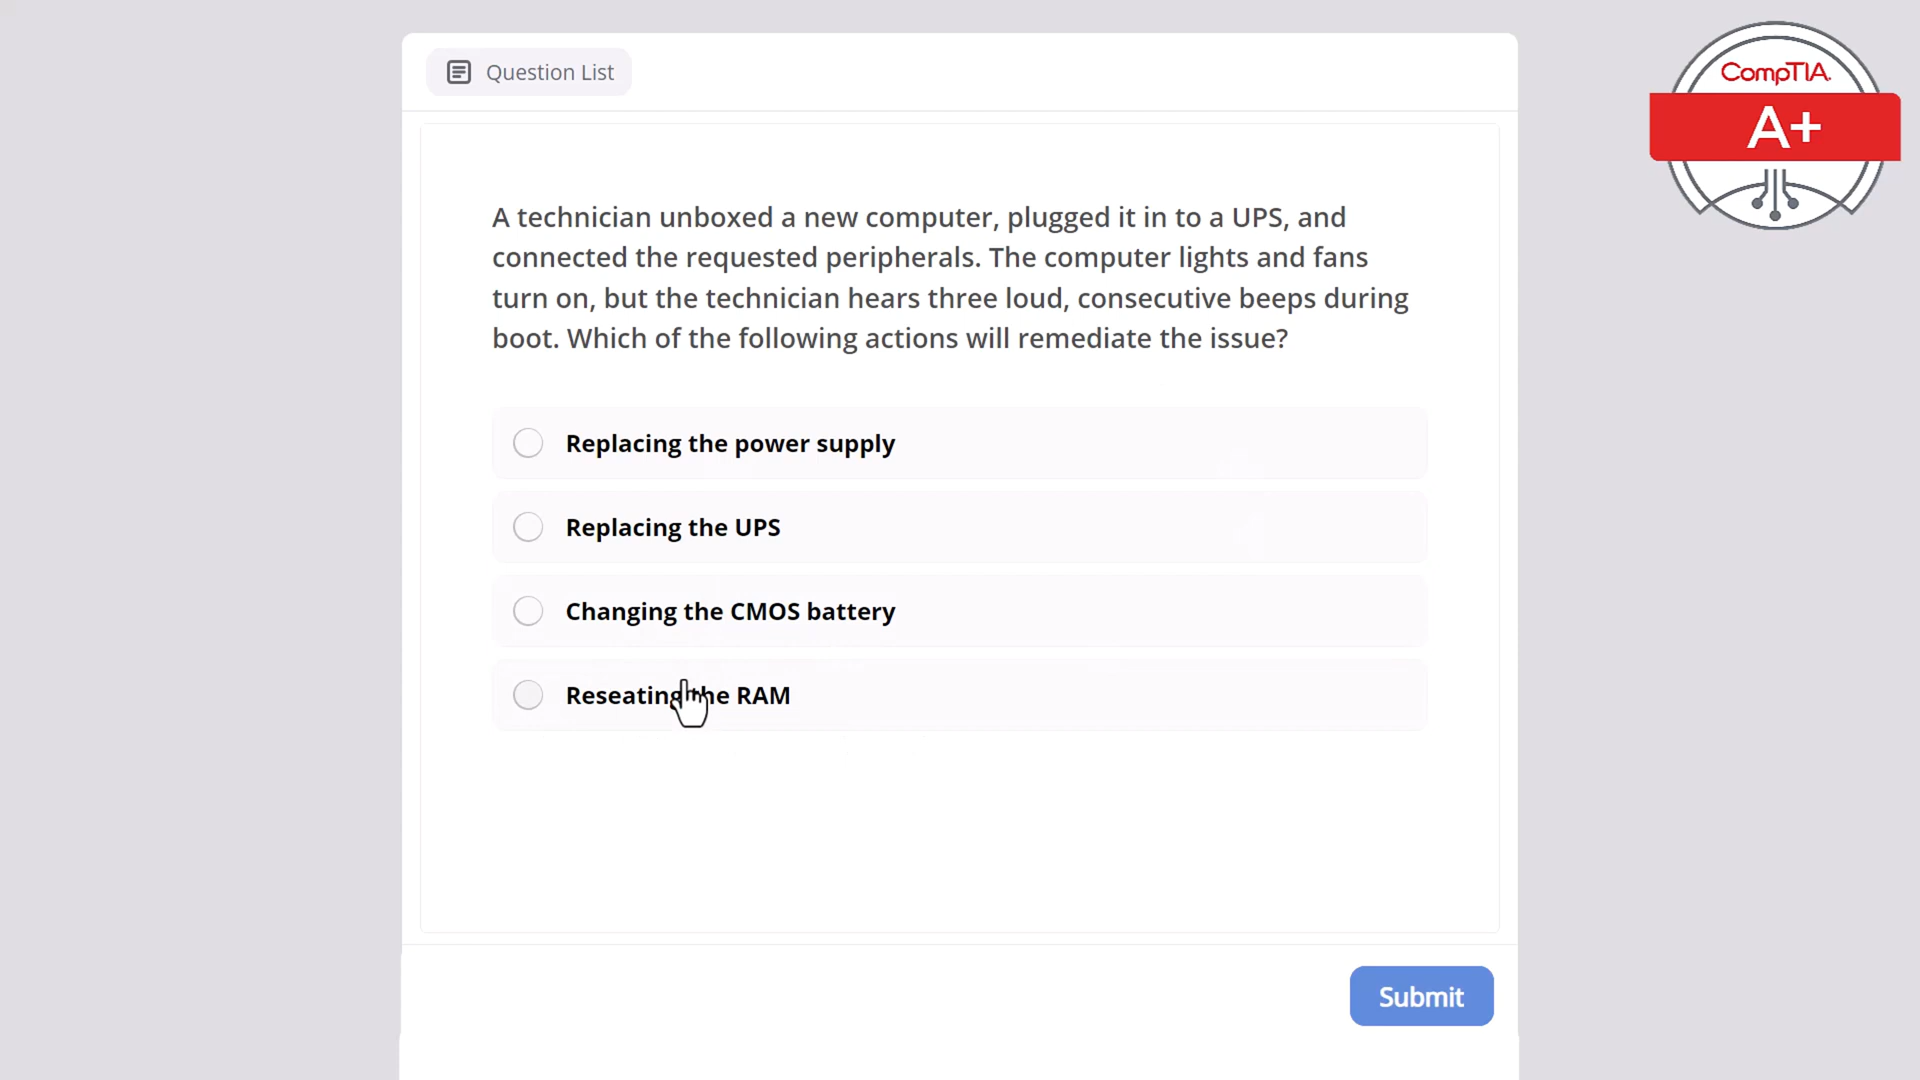 Question List
CompTIA.
A+
A technician unboxed a new computer, plugged it in to a UPS, and
connected the requested peripherals. The computer lights and fans
turn on, but the technician hears three loud, consecutive beeps during
boot. Which of the following actions will remediate the issue?
Replacing the power supply
Replacing the UPS
Changing the CMOS battery
Reseating the RAM
Submit